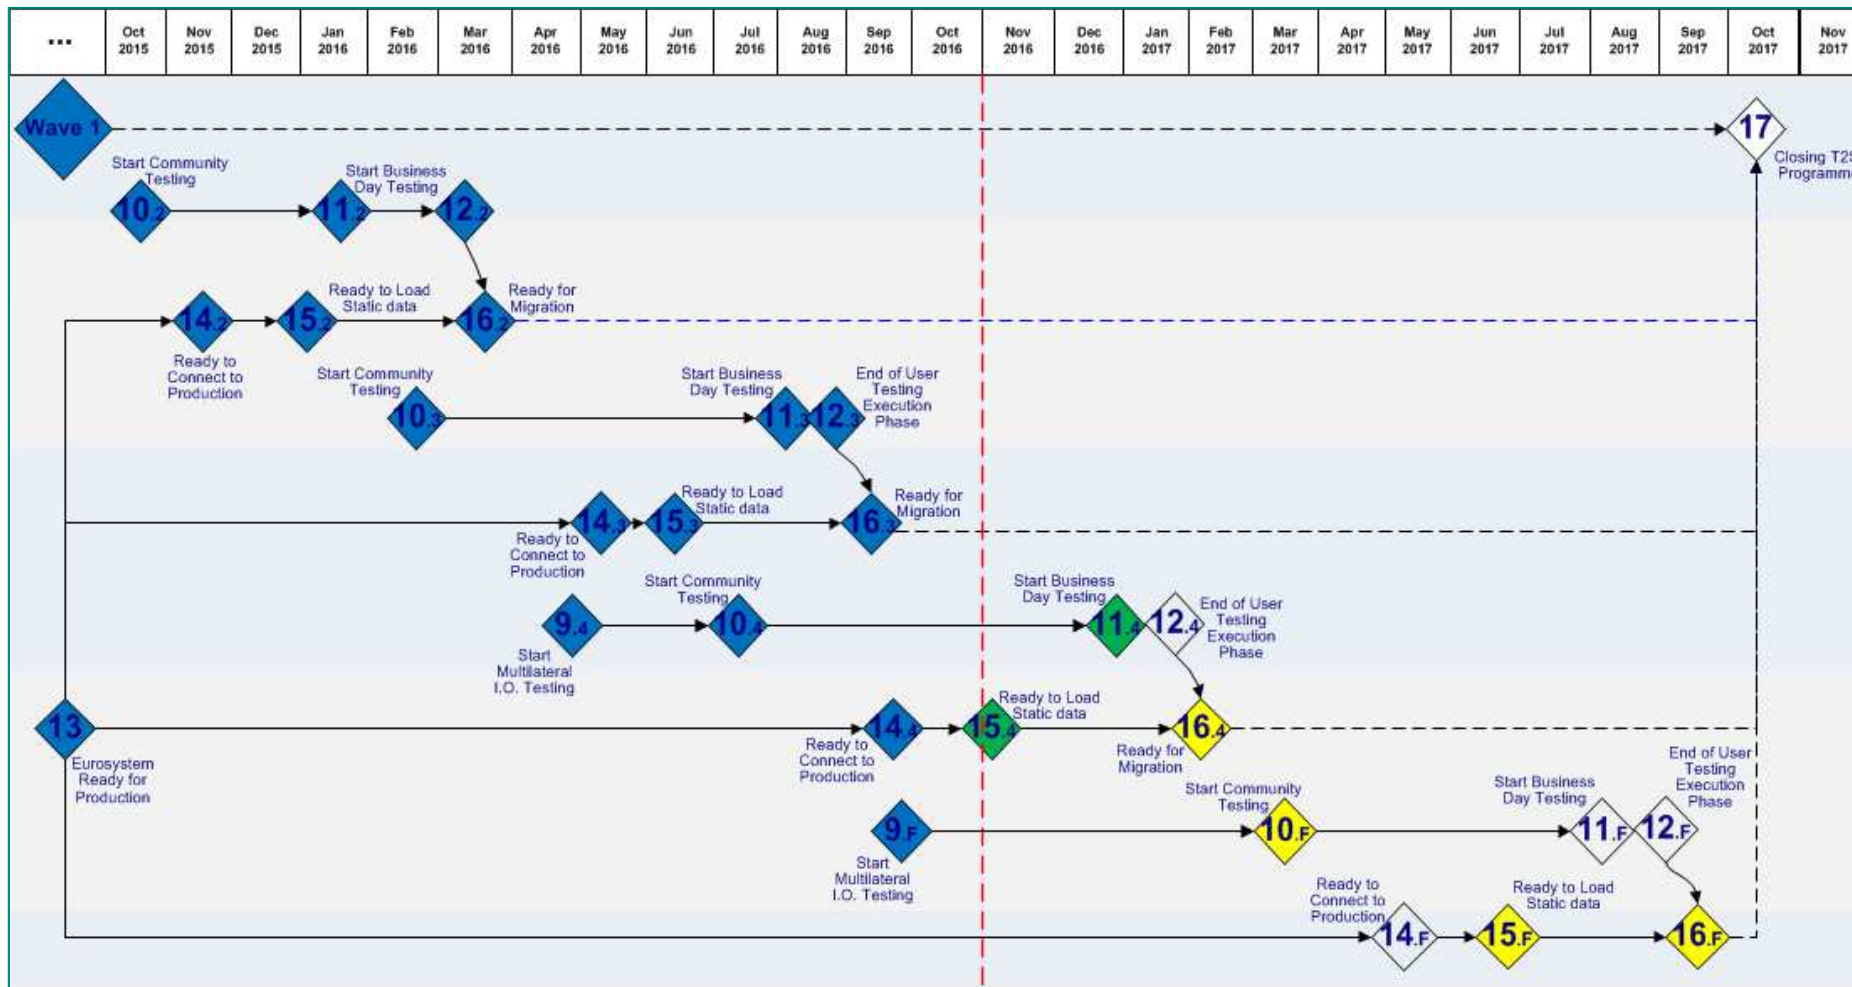 ...
Oct
2015
Nov
2015
Dec
2015
Jan
2016
Feb
2016
Mar
2016
Apr
2016
May
2016
Jun
2016
Jul
2016
Aug
2016
Sep
2016
Oct
2016
Nov
2016
Dec
2016
Jan
2017
Feb
2017
Mar
2017
Apr
2017
May
2017
Jun
2017
Jul
2017
Aug
2017
Sep
2017
Oct
2017
Nov
2017
Wave 1
17
Closing T2S
Programme
Start Community
Testing
Start Business
Day Testing
10.2
11.2
12.2
Ready to Load
Static data
Ready for
Migration
14.2
15.2
16.2
Ready to
Connect to
Production
Start Community
Testing
Start Business
Day Testing
End of User
Testing
Execution
Phase
10.3
11.3
12.3
Ready to Load
Static data
Ready for
Migration
14.3
15.3
16.3
Ready to
Connect to
Production
Start Community
Testing
Start Business
Day Testing
End of User
Testing
Execution
Phase
9.4
10.4
11.4
12.4
Start
Multilateral
I.O. Testing
Ready to Load
Static data
13
14.4
15.4
16.4
Eurosystem
Ready for
Production
Ready to
Connect to
Production
Ready for
Migration
Start Community
Testing
Start Business
Day Testing
End of User
Testing
Execution
Phase
9.F
10.F
11.F
12.F
Start
Multilateral
I.O. Testing
Ready to
Connect to
Production
Ready to Load
Static data
14.F
15.F
16.F